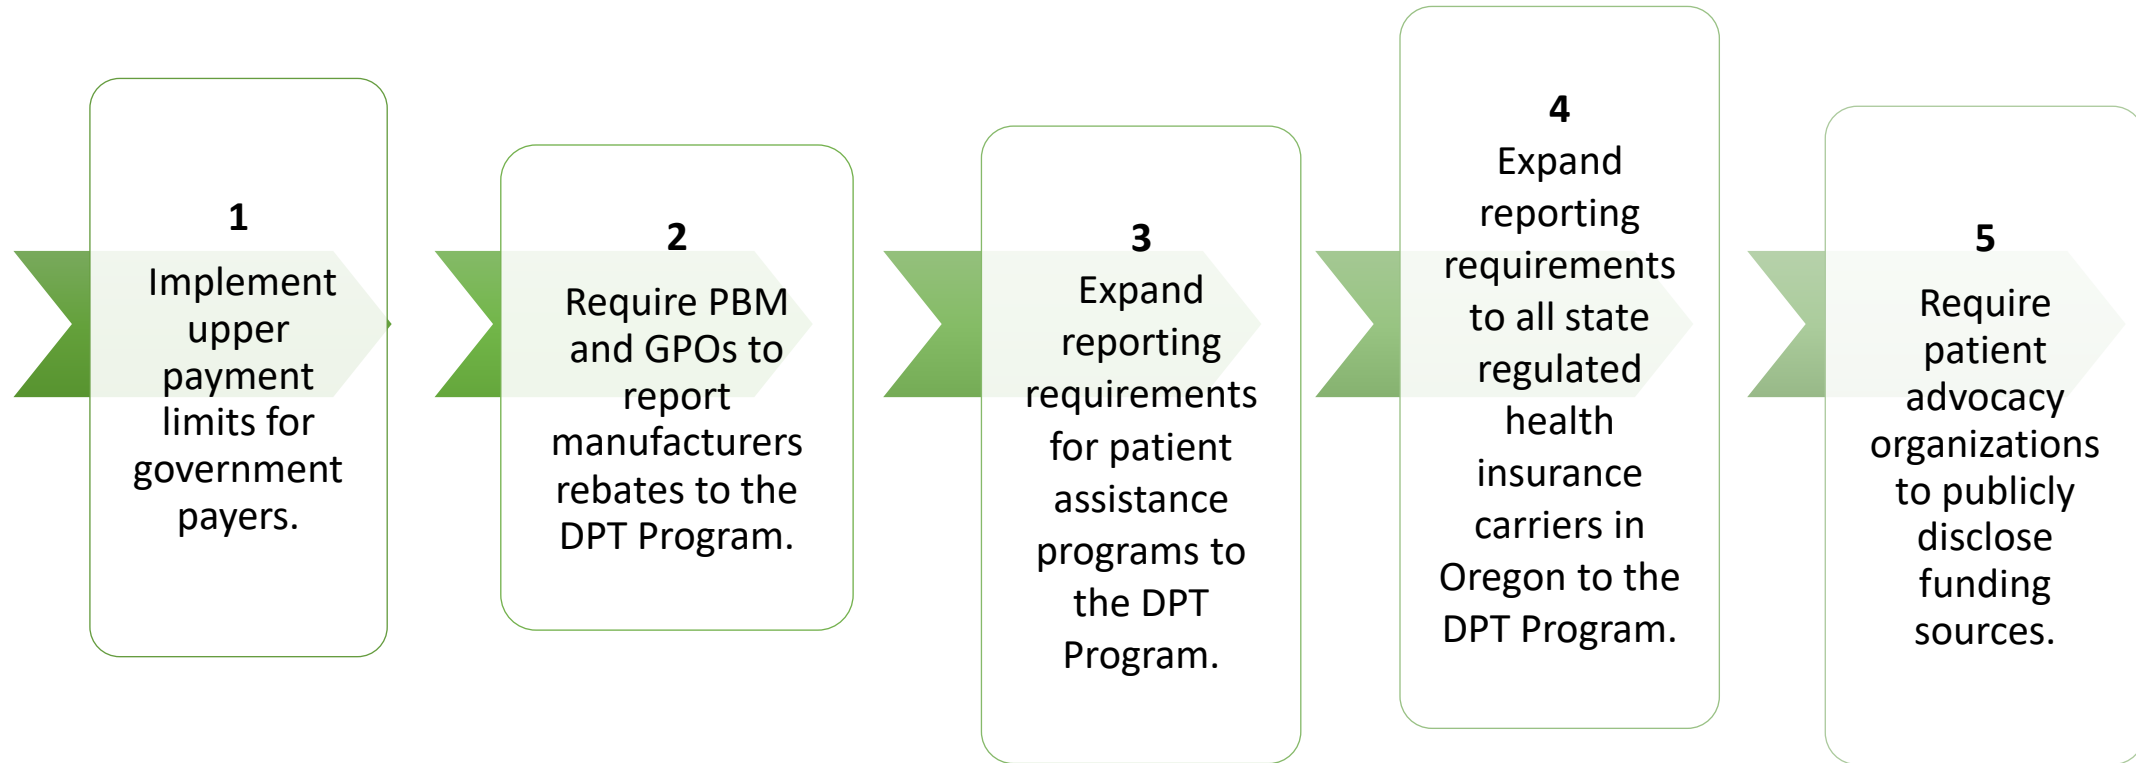 1
Implement
upper
payment
limits for
government
payers.
2
Require PBM
and GPOs to
report
manufacturers
rebates to the
DPT Program.
3
Expand
reporting
requirements
for patient
assistance
programs to
the DPT
Program.
4
Expand
reporting
requirements
to all state
regulated
health
insurance
carriers in
Oregon to the
DPT Program.
5
Require
patient
advocacy
organizations
to publicly
disclose
funding
sources.